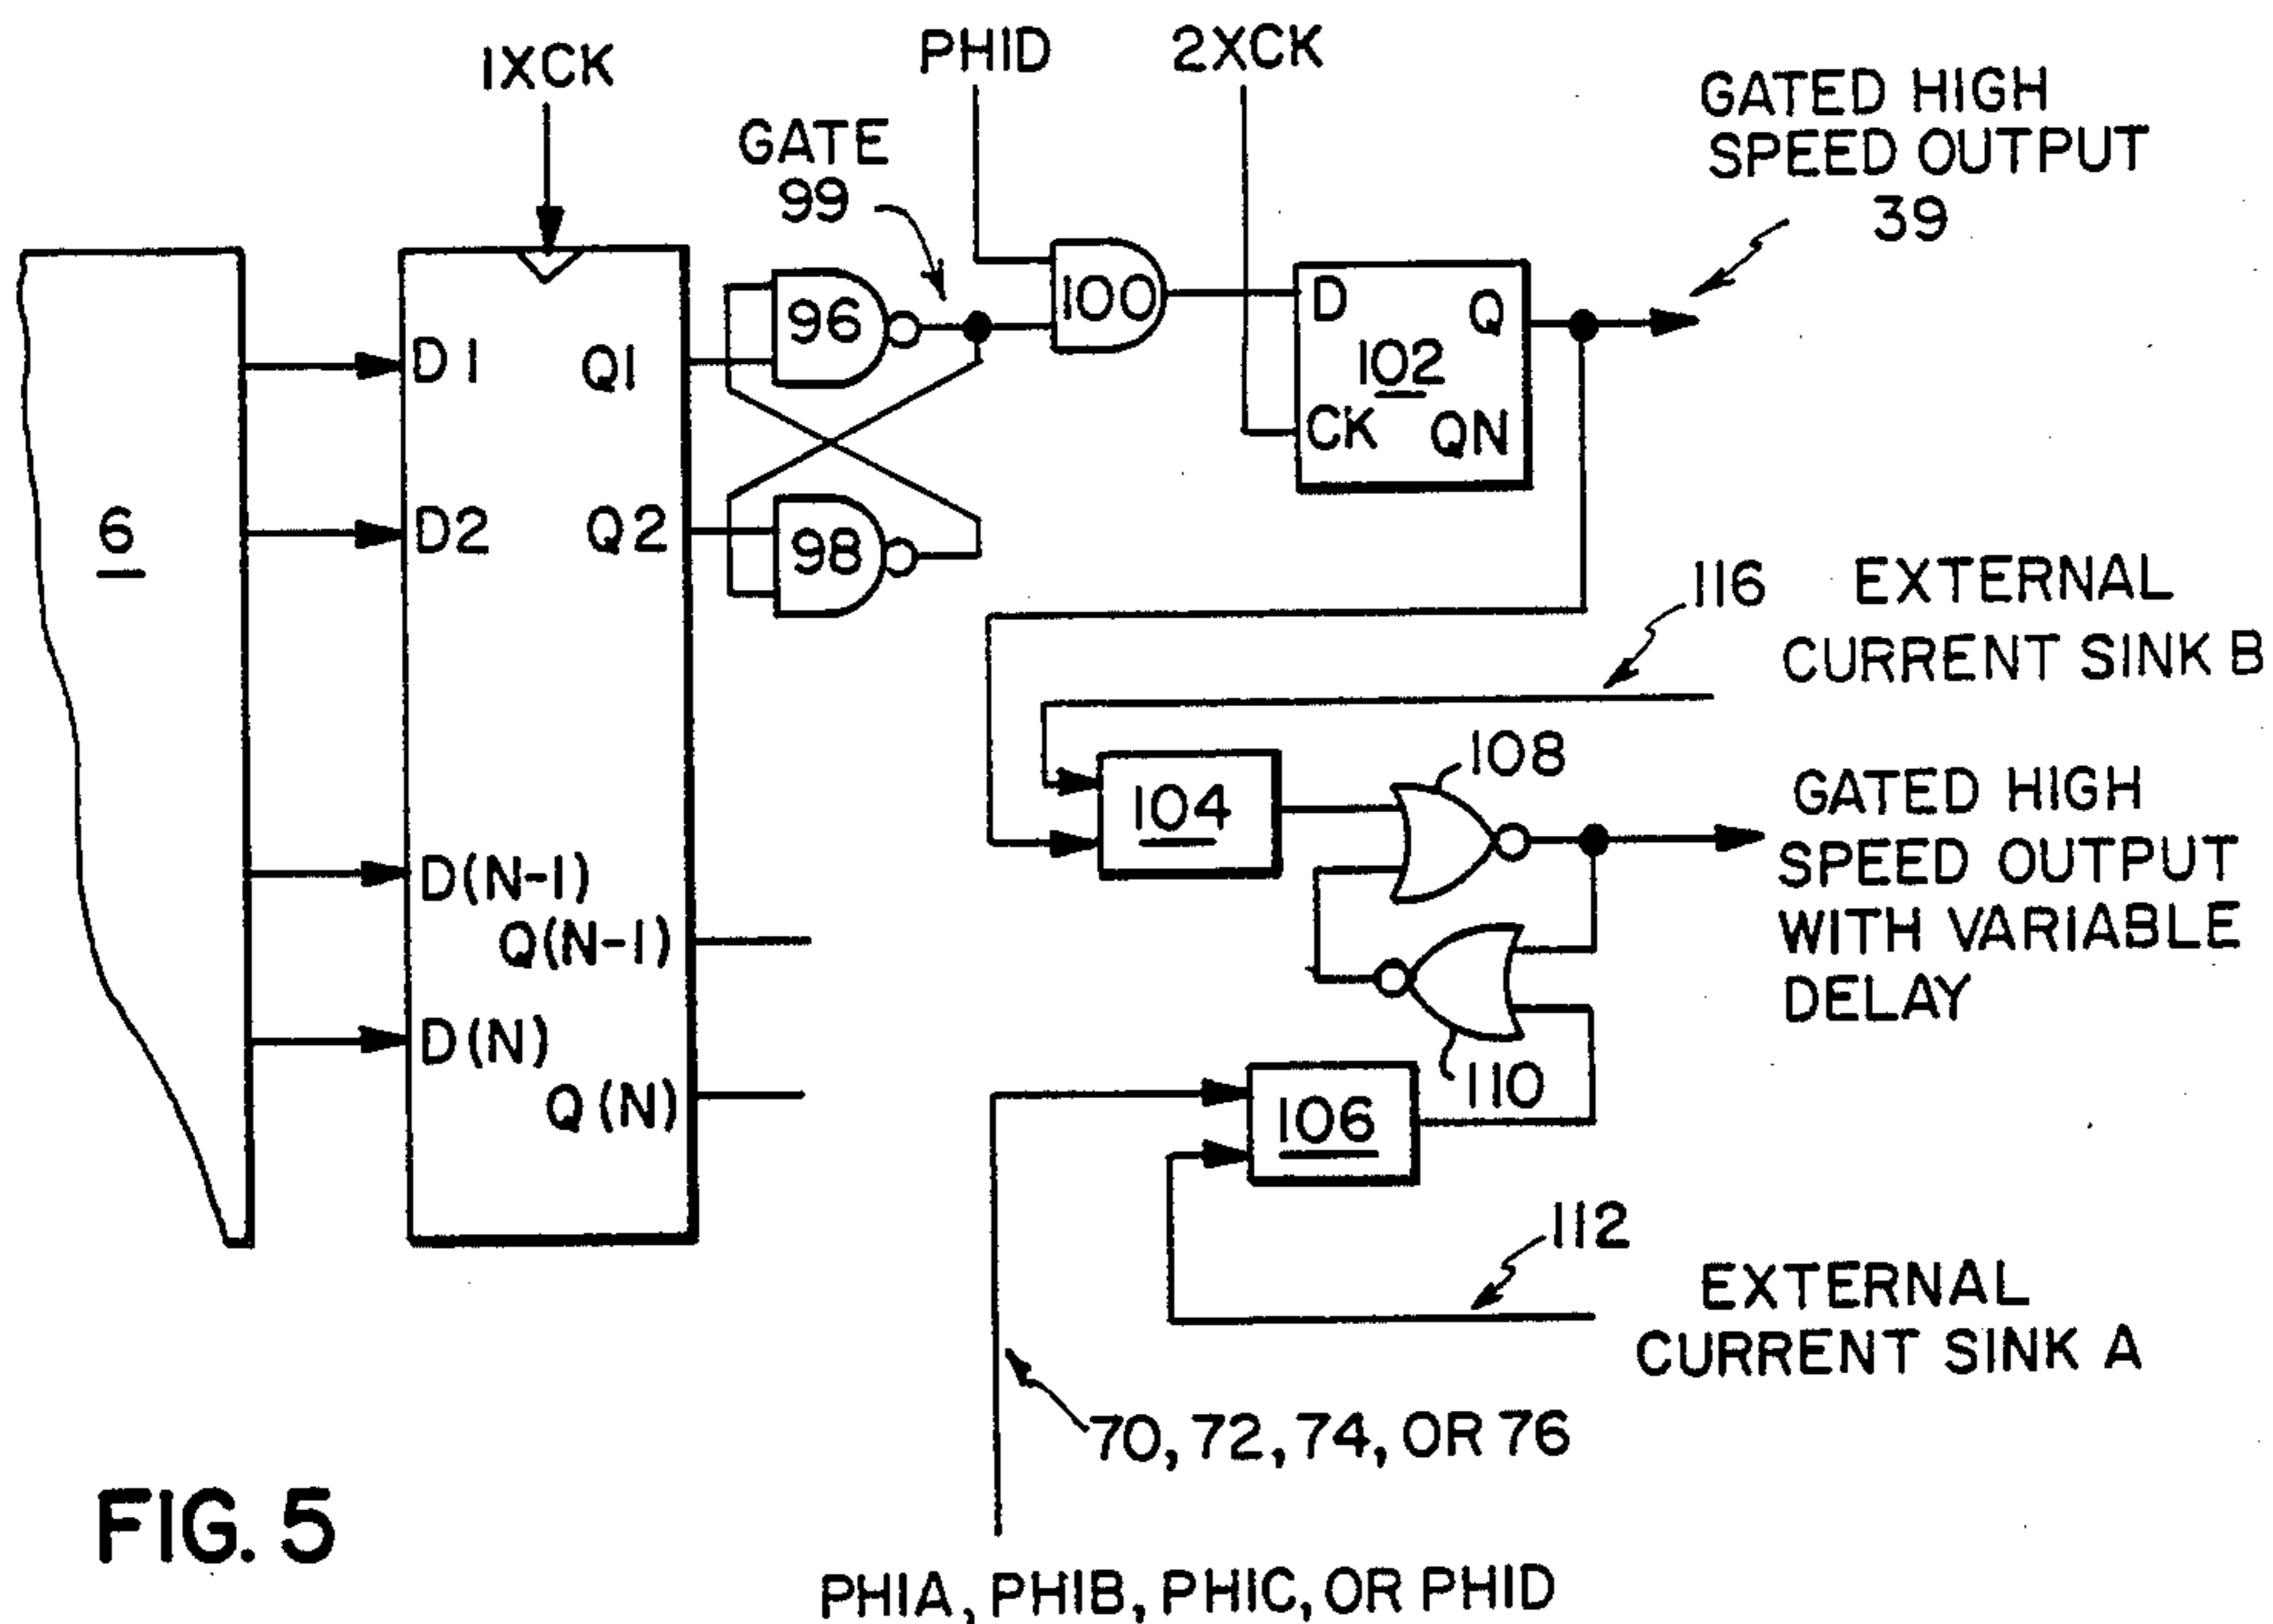 1XCK
PHID
2XCK
GATED HIGH
SPEED OUTPUT
39
GATE
99
96
100
D
Q
102
CK
QN
D1
Q1
6
D2
Q2
98
116
EXTERNAL
CURRENT SINK B
108
104
GATED HIGH
SPEED OUTPUT
WITH VARIABLE
DELAY
D(N-1)
Q(N-1)
D(N)
Q(N)
110
106
112
EXTERNAL
CURRENT SINK A
70, 72, 74, OR 76
FIG. 5
PHIA, PHIB, PHIC, OR PHID